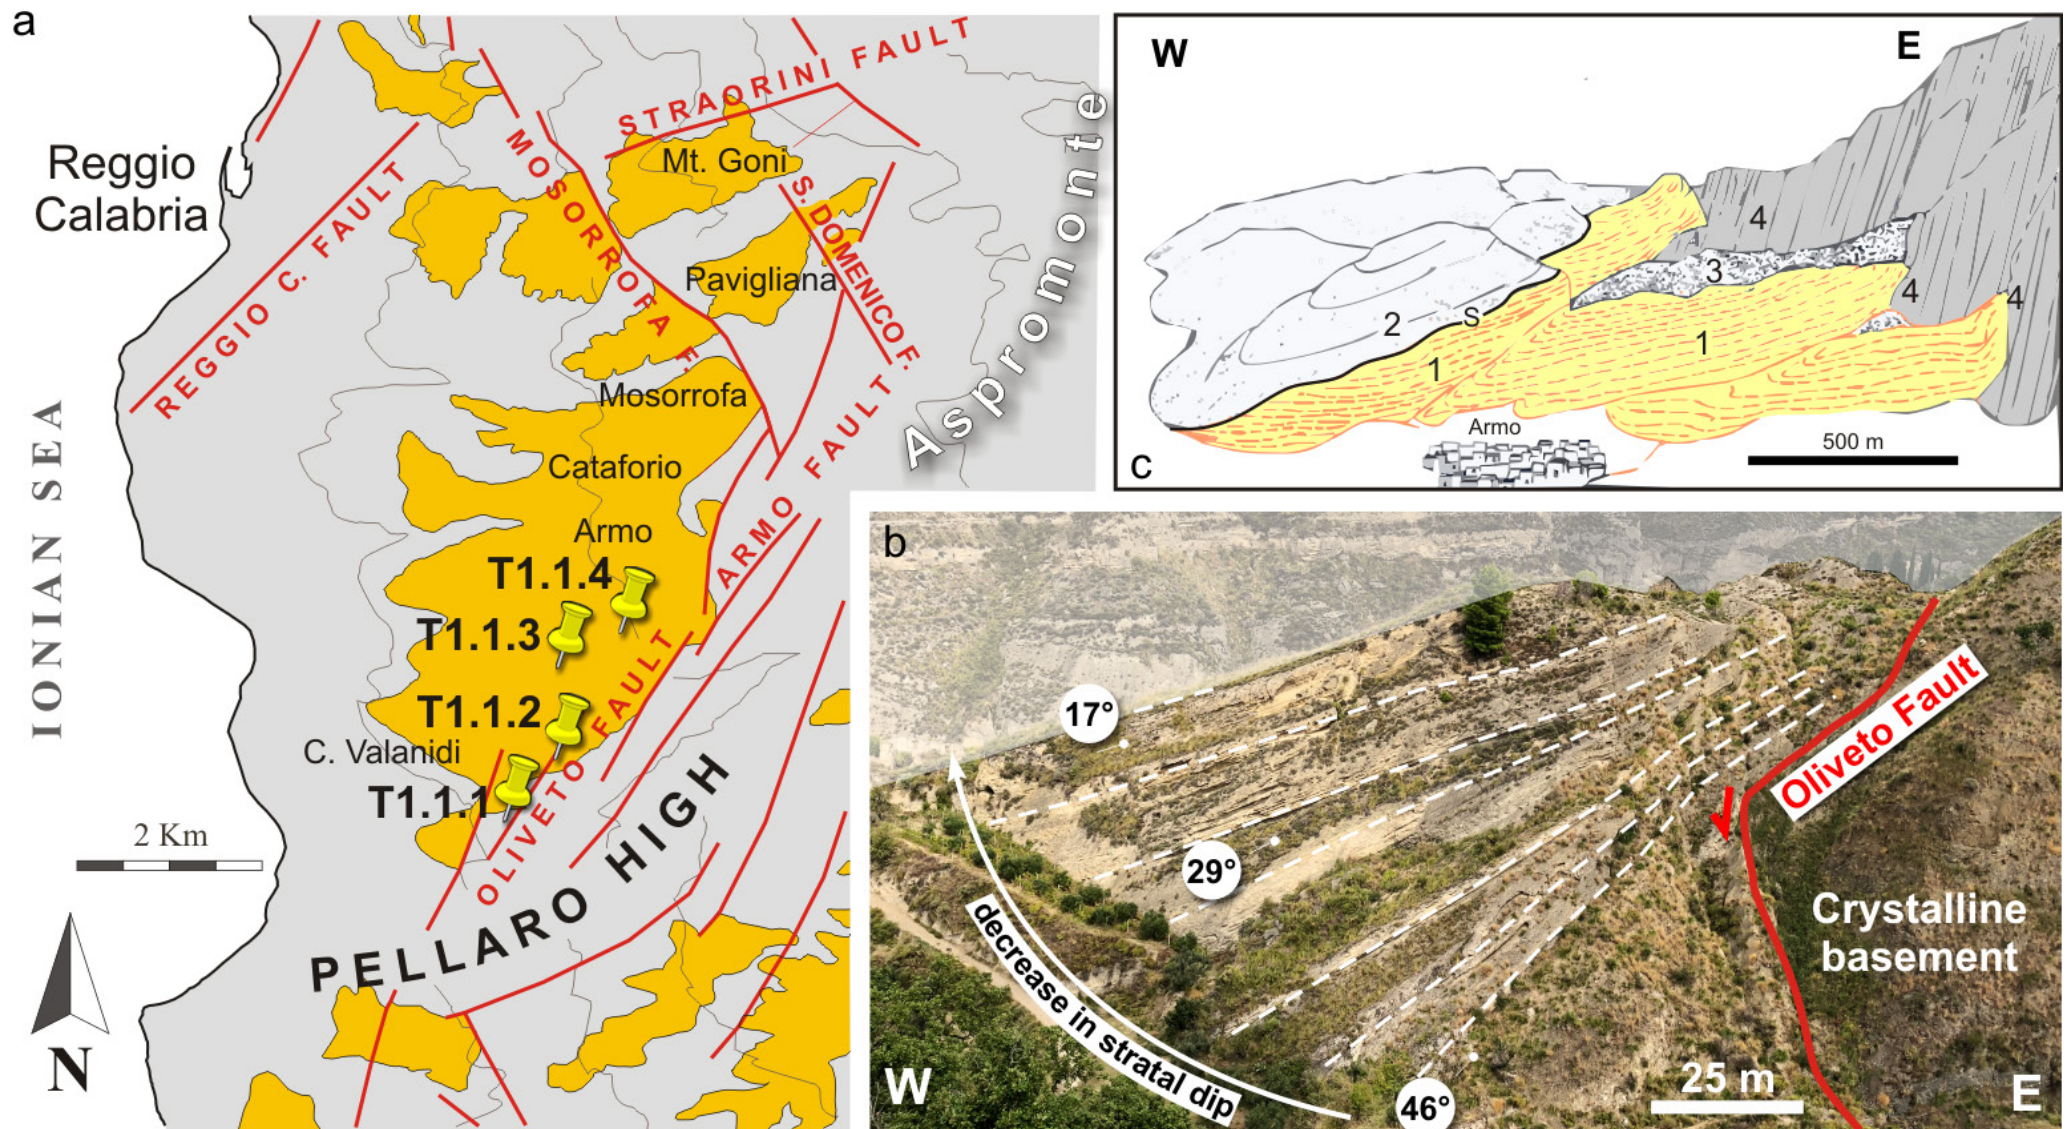 a
Reggio
Calabria
REGGIO C. FAULT
MOSORROFA F.
STRAORINI FAULT
Mt. Goni
S. DOMENICO F.
Pavigliana
Aspromonte
Mosorrofa
Cataforio
Armo
ARMO FAULT
IONIAN SEA
T1.1.4
T1.1.3
T1.1.2
T1.1.1
C. Valanidi
OLIVETO FAULT
PELLARO HIGH
2 Km
N
W
E
4
3
4
4
2
S
1
1
Armo
500 m
C
b
17°
29°
46°
decrease in stratal dip
Oliveto Fault
Crystalline
basement
25 m
W
E